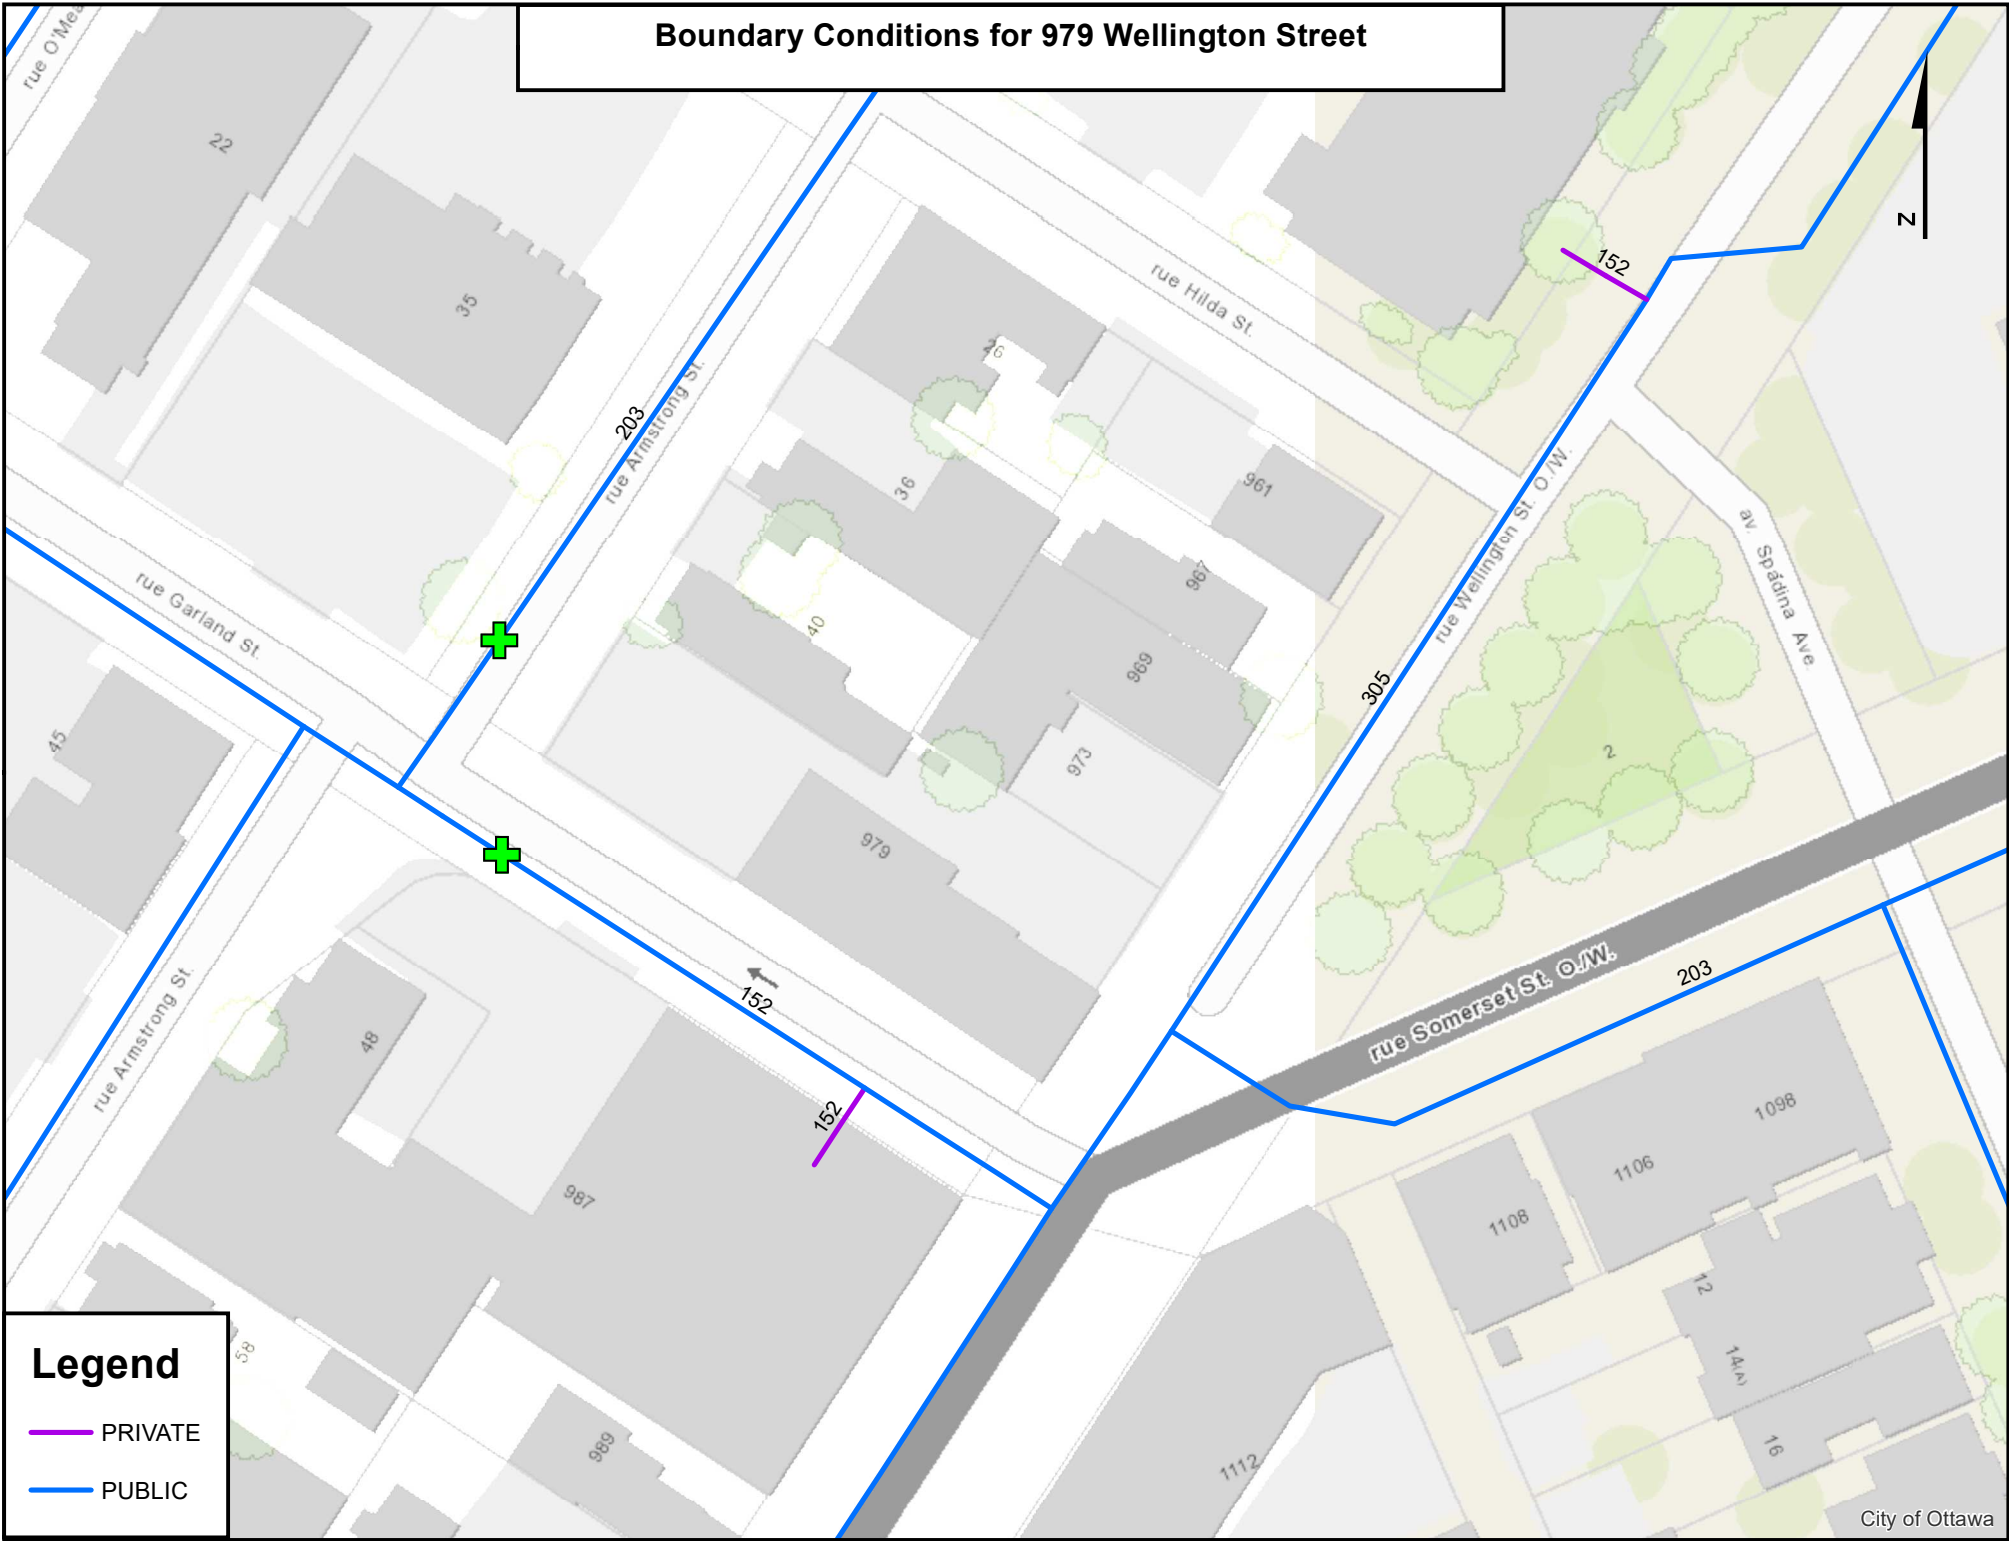 Boundary Conditions for 979 Wellington Street
rue O'Mea
22
35
203
rue Armstrong St.
rue Hilda St.
152
N
26
36
961
967
40
969
973
979
rue Garland St.
45
305
rue Wellington St. O./W.
av. Spadina Ave.
2
rue Somerset St. O./W.
203
152
152
rue Armstrong St.
48
987
58
989
1098
1106
1108
12
14(A)
16
1112
Legend
PRIVATE
PUBLIC
City of Ottawa